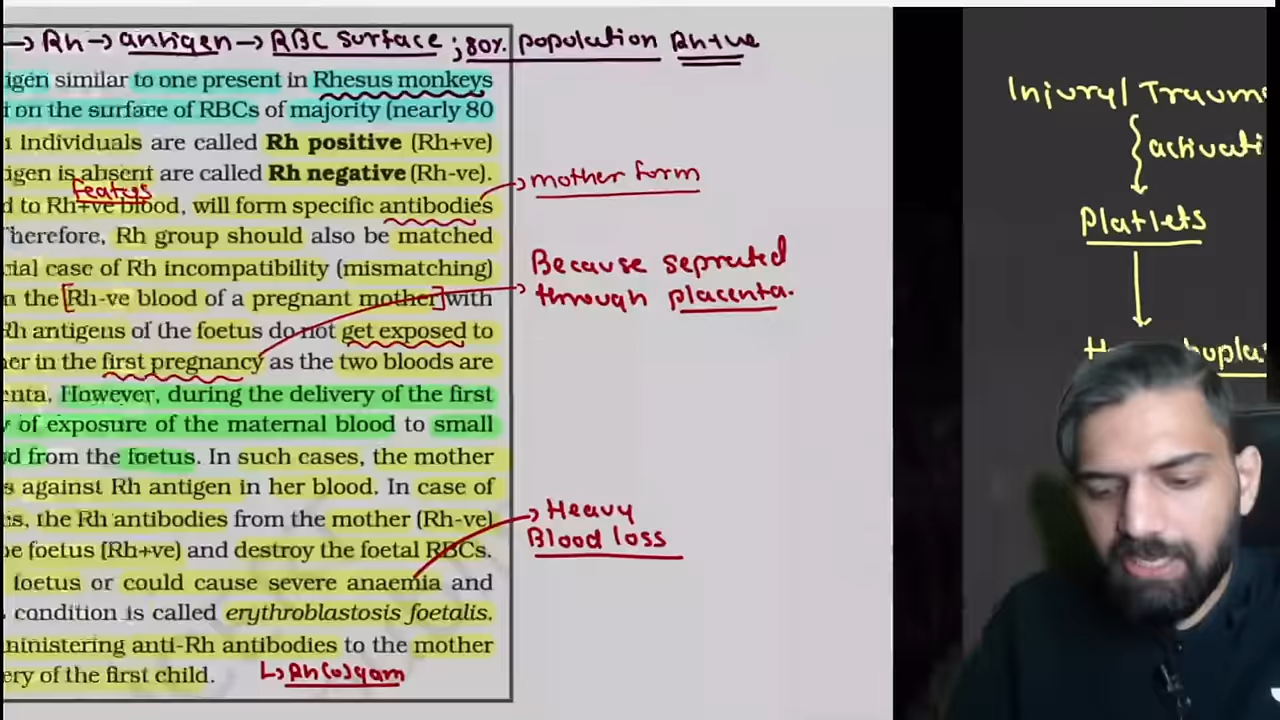 → Rh → antigen → RBC surface ; 80% population Rh+ve
igen similar to one present in Rhesus monkeys
on the surface of RBCs of majority (nearly 80
individuals are called Rh positive (Rh+ve)
igen is absent are called Rh negative (Rh-ve).
featus
d to Rh+ve blood, will form specific antibodies
→ mother form
Therefore, Rh group should also be matched
cial case of Rh incompatibility (mismatching)
n the [Rh-ve blood of a pregnant mother] with
Rh antigens of the foetus do not get exposed to
er in the first pregnancy as the two bloods are
Because seprated
through placenta.
enta. However, during the delivery of the first
y of exposure of the maternal blood to small
d from the foetus. In such cases, the mother
s against Rh antigen in her blood. In case of
s, the Rh antibodies from the mother (Rh-ve)
e foetus (Rh+ve) and destroy the foetal RBCs.
→ Heavy
Blood loss
foetus or could cause severe anaemia and
condition is called erythroblastosis foetalis.
ministering anti-Rh antibodies to the mother
ery of the first child.
↳ Rh(o)gam
Injury/ Traum
activati
Platlets